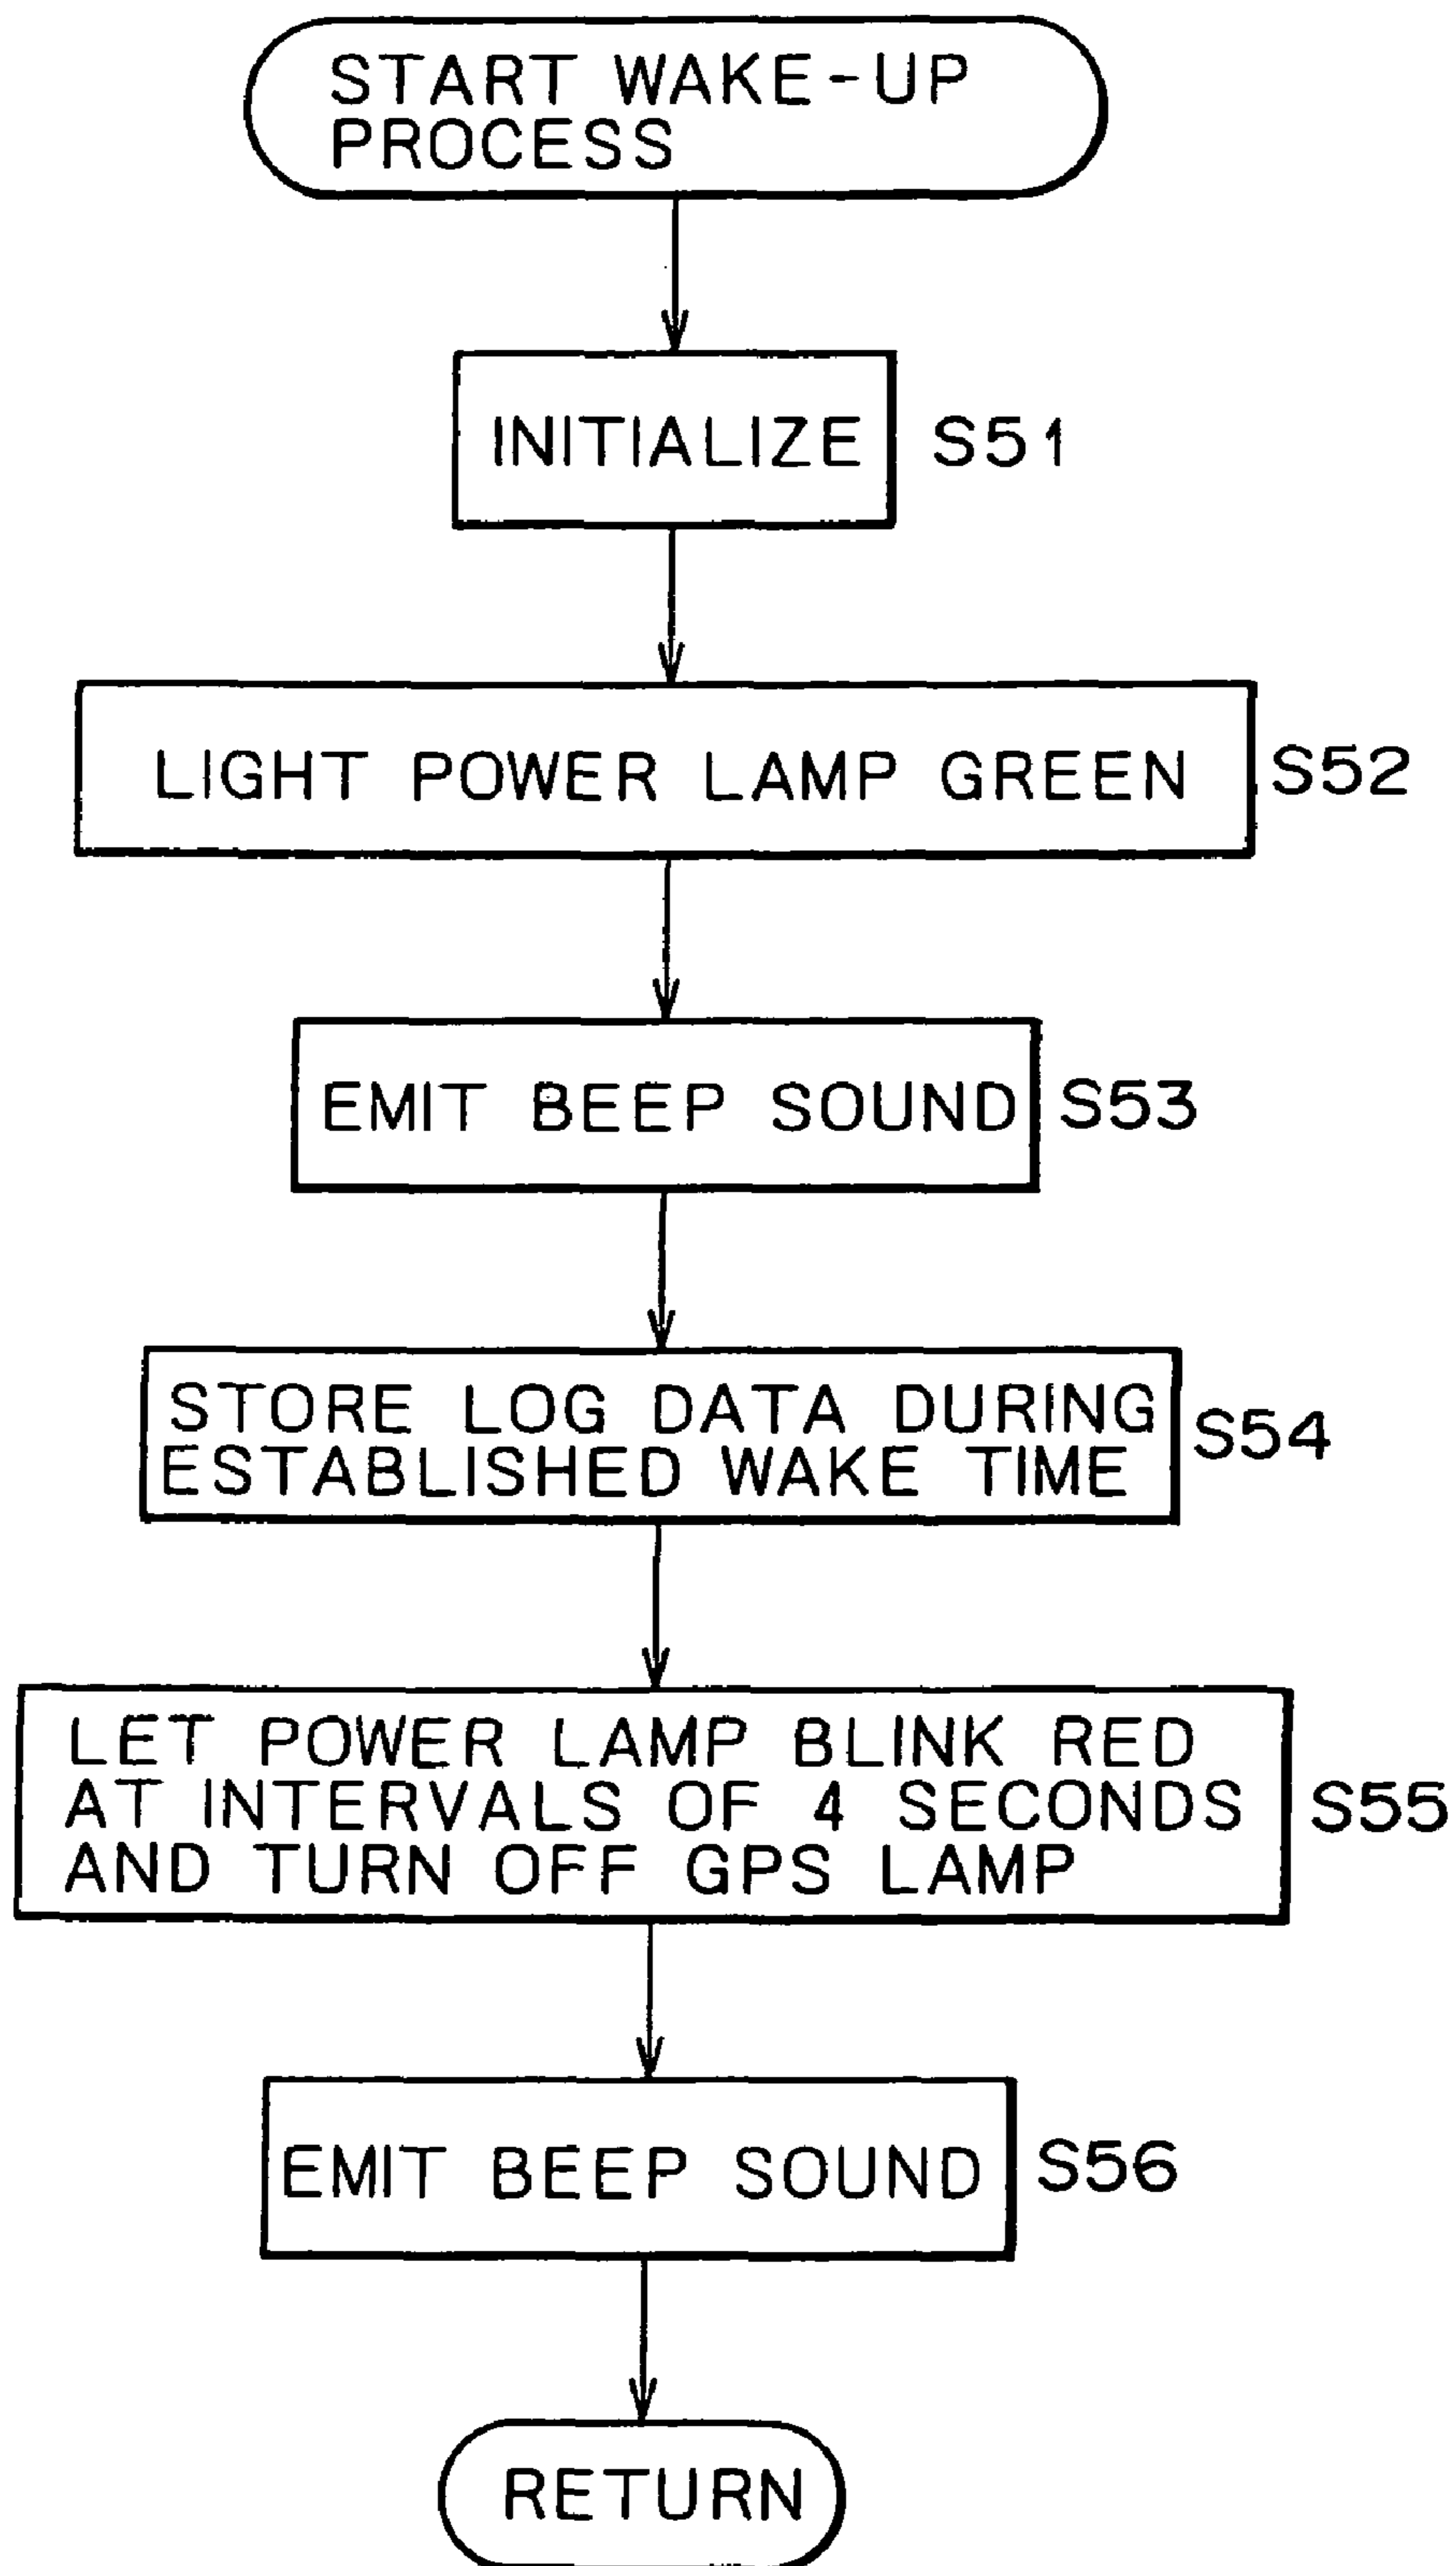 START WAKE-UP
PROCESS
INITIALIZE S51
LIGHT POWER LAMP GREEN S52
EMIT BEEP SOUND S53
STORE LOG DATA DURING
ESTABLISHED WAKE TIME
S54
LET POWER LAMP BLINK RED
AT INTERVALS OF 4 SECONDS
AND TURN OFF GPS LAMP
S55
EMIT BEEP SOUND S56
RETURN